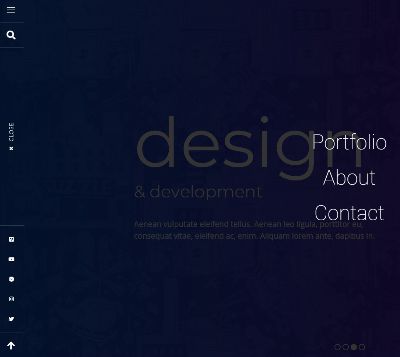 CLOSE
design
& development
Aenean vulputate eleifend tellus. Aenean leo ligula, porttitor eu,
consequat vitae, eleifend ac, enim. Aliquam lorem ante, dapibus in.
Portfolio
About
Contact